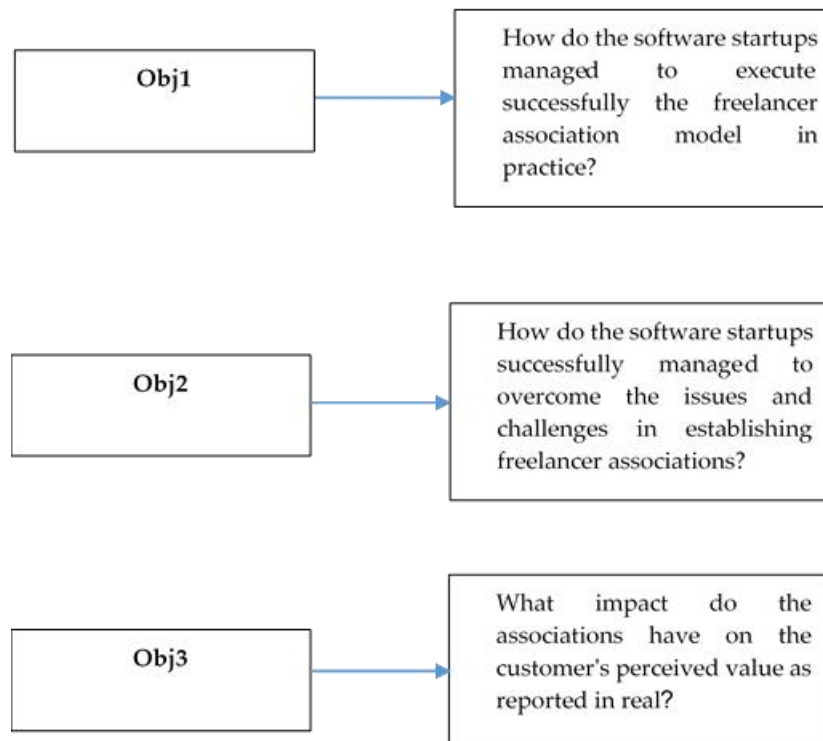 Obj1
How do the software startups
managed to execute
successfully the freelancer
association model in
practice?
Obj2
How do the software startups
successfully managed to
overcome the issues and
challenges in establishing
freelancer associations?
Obj3
What impact do the
associations have on the
customer's perceived value as
reported in real?